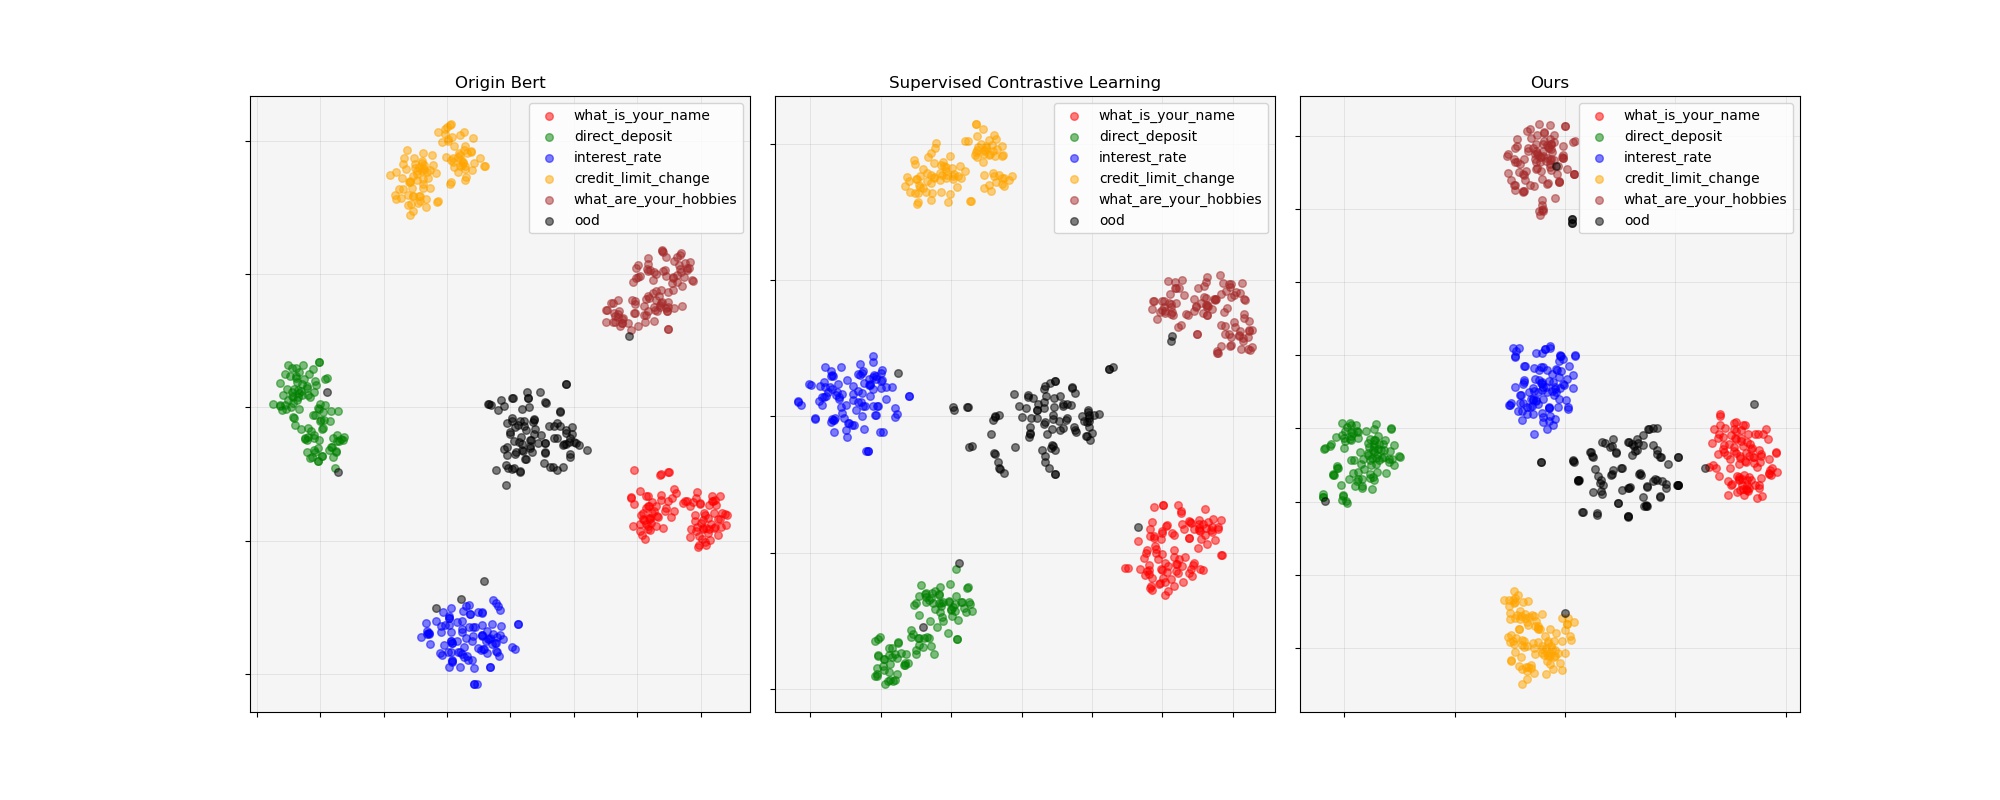 Origin Bert
what_is_your_name
direct_deposit
interest_rate
credit_limit_change
what_are_your_hobbies
ood
Supervised Contrastive Learning
what_is_your_name
direct_deposit
interest_rate
credit_limit_change
what_are_your_hobbies
ood
Ours
what_is_your_name
direct_deposit
interest_rate
credit_limit_change
what_are_your_hobbies
ood